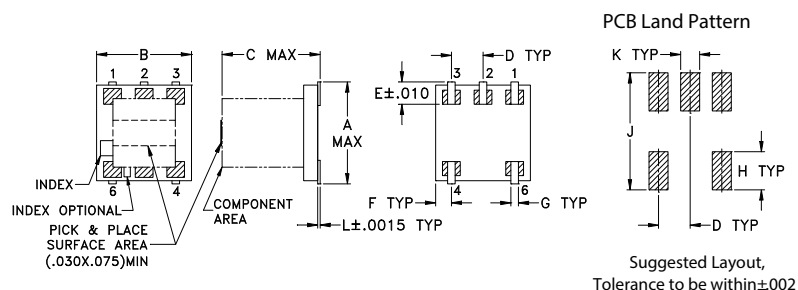 PCB Land Pattern
B
C MAX
D TYP
K TYP
1 2 3
3 2 1
E±.010
A
MAX
J
H TYP
INDEX
6 4
4 6
F TYP
G TYP
INDEX OPTIONAL
COMPONENT
AREA
L±.0015 TYP
D TYP
PICK & PLACE
SURFACE AREA
(.030X.075)MIN
Suggested Layout,
Tolerance to be within±.002